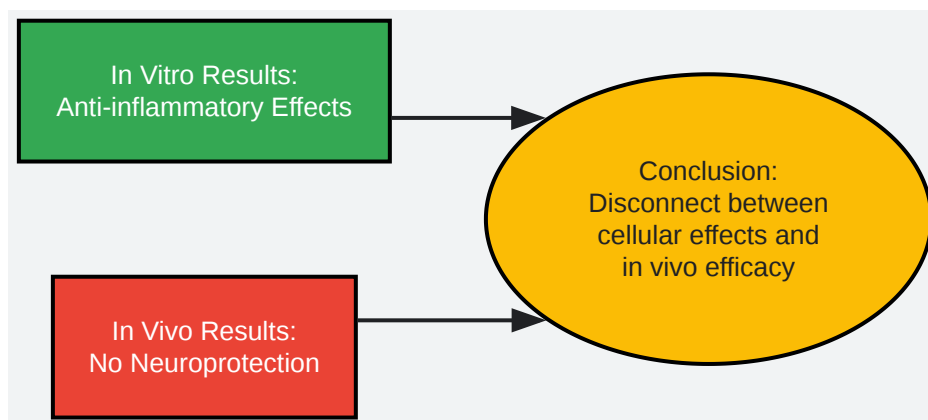 In Vitro Results:
Anti-inflammatory Effects
Conclusion:
Disconnect between
cellular effects and
in vivo efficacy
In Vivo Results:
No Neuroprotection